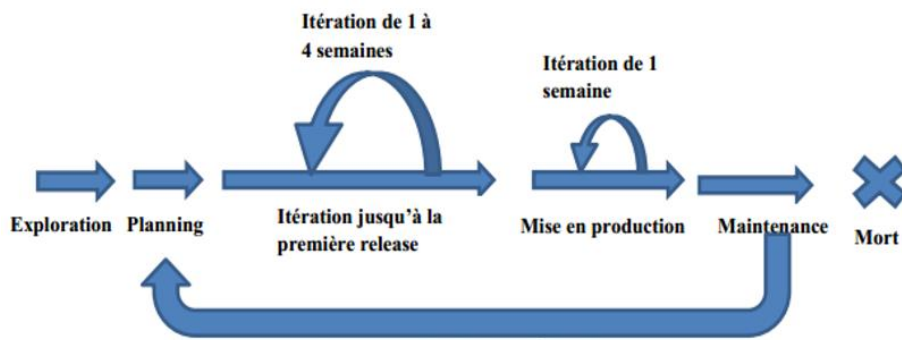 Itération de 1 à
4 semaines
Itération de 1
semaine
Exploration
Planning
Itération jusqu'à la
première release
Mise en production
Maintenance
Mort